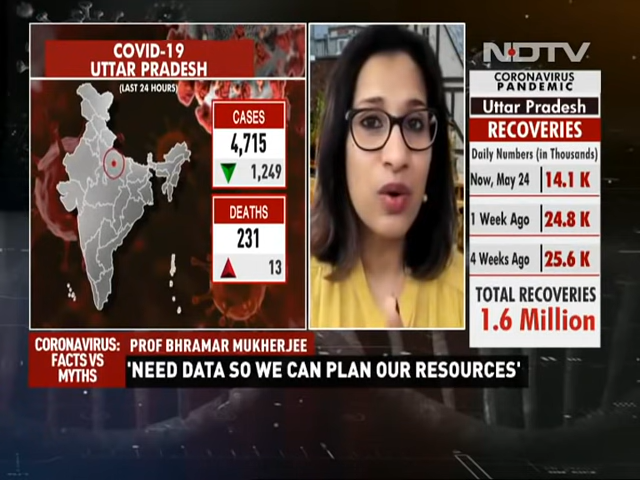 COVID-19
UTTAR PRADESH
(LAST 24 HOURS)
CASES
4,715
1,249
DEATHS
231
13
NDTV
CORONAVIRUS
PANDEMIC
Uttar Pradesh
RECOVERIES
Daily Numbers (in Thousands)
Now, May 24 14.1 K
1 Week Ago 24.8 K
4 Weeks Ago 25.6 K
TOTAL RECOVERIES
1.6 Million
CORONAVIRUS:
FACTS VS
MYTHS
PROF BHRAMAR MUKHERJEE
'NEED DATA SO WE CAN PLAN OUR RESOURCES'